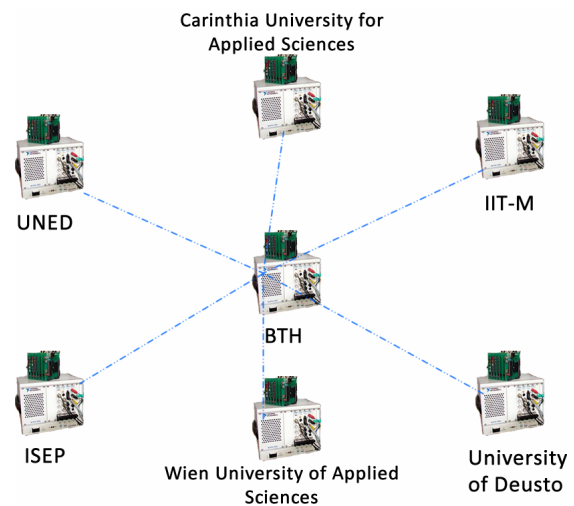 Carinthia University for
Applied Sciences
UNED
IIT-M
BTH
ISEP
Wien University of Applied
Sciences
University
of Deusto